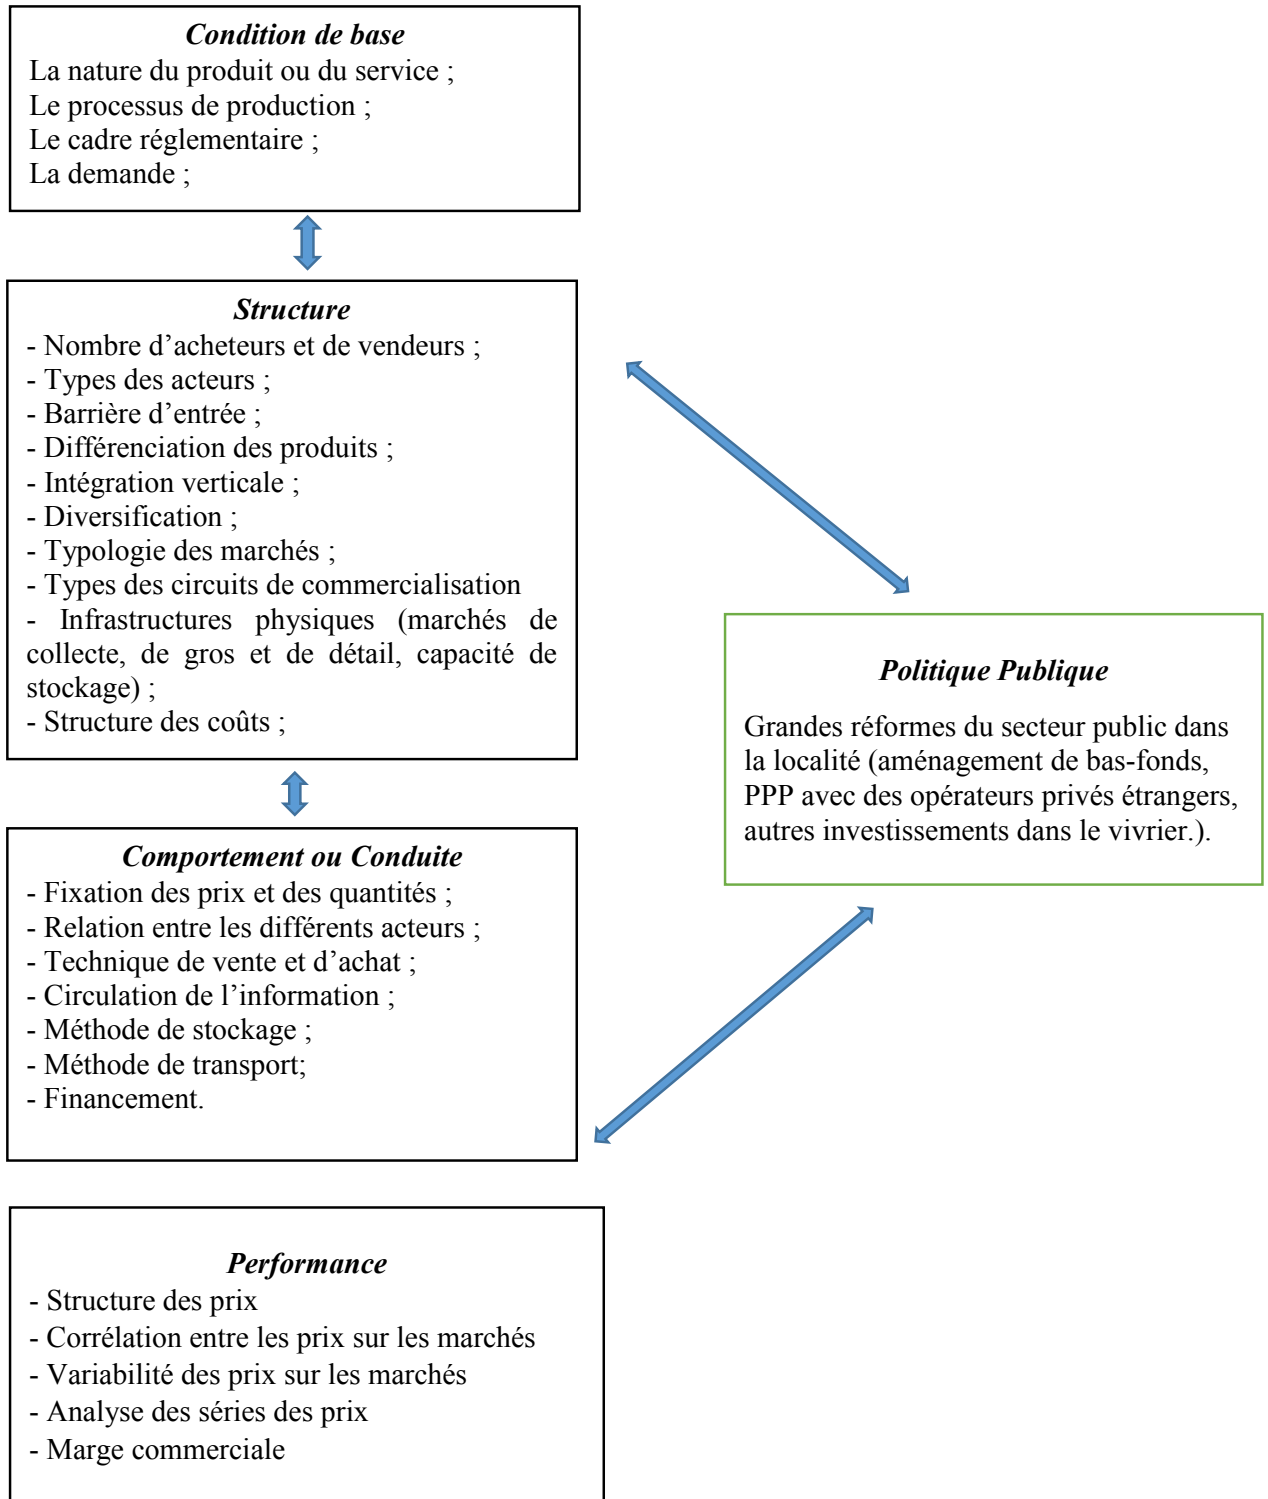 Condition de base
La nature du produit ou du service ;
Le processus de production ;
Le cadre réglementaire ;
La demande ;
Structure
- Nombre d’acheteurs et de vendeurs ;
- Types des acteurs ;
- Barrière d’entrée ;
- Différenciation des produits ;
- Intégration verticale ;
- Diversification ;
- Typologie des marchés ;
- Types des circuits de commercialisation
- Infrastructures physiques (marchés de
collecte, de gros et de détail, capacité de
stockage) ;
- Structure des coûts ;
Politique Publique
Grandes réformes du secteur public dans
la localité (aménagement de bas-fonds,
PPP avec des opérateurs privés étrangers,
autres investissements dans le vivrier.).
Comportement ou Conduite
- Fixation des prix et des quantités ;
- Relation entre les différents acteurs ;
- Technique de vente et d’achat ;
- Circulation de l’information ;
- Méthode de stockage ;
- Méthode de transport;
- Financement.
Performance
- Structure des prix
- Corrélation entre les prix sur les marchés
- Variabilité des prix sur les marchés
- Analyse des séries des prix
- Marge commerciale